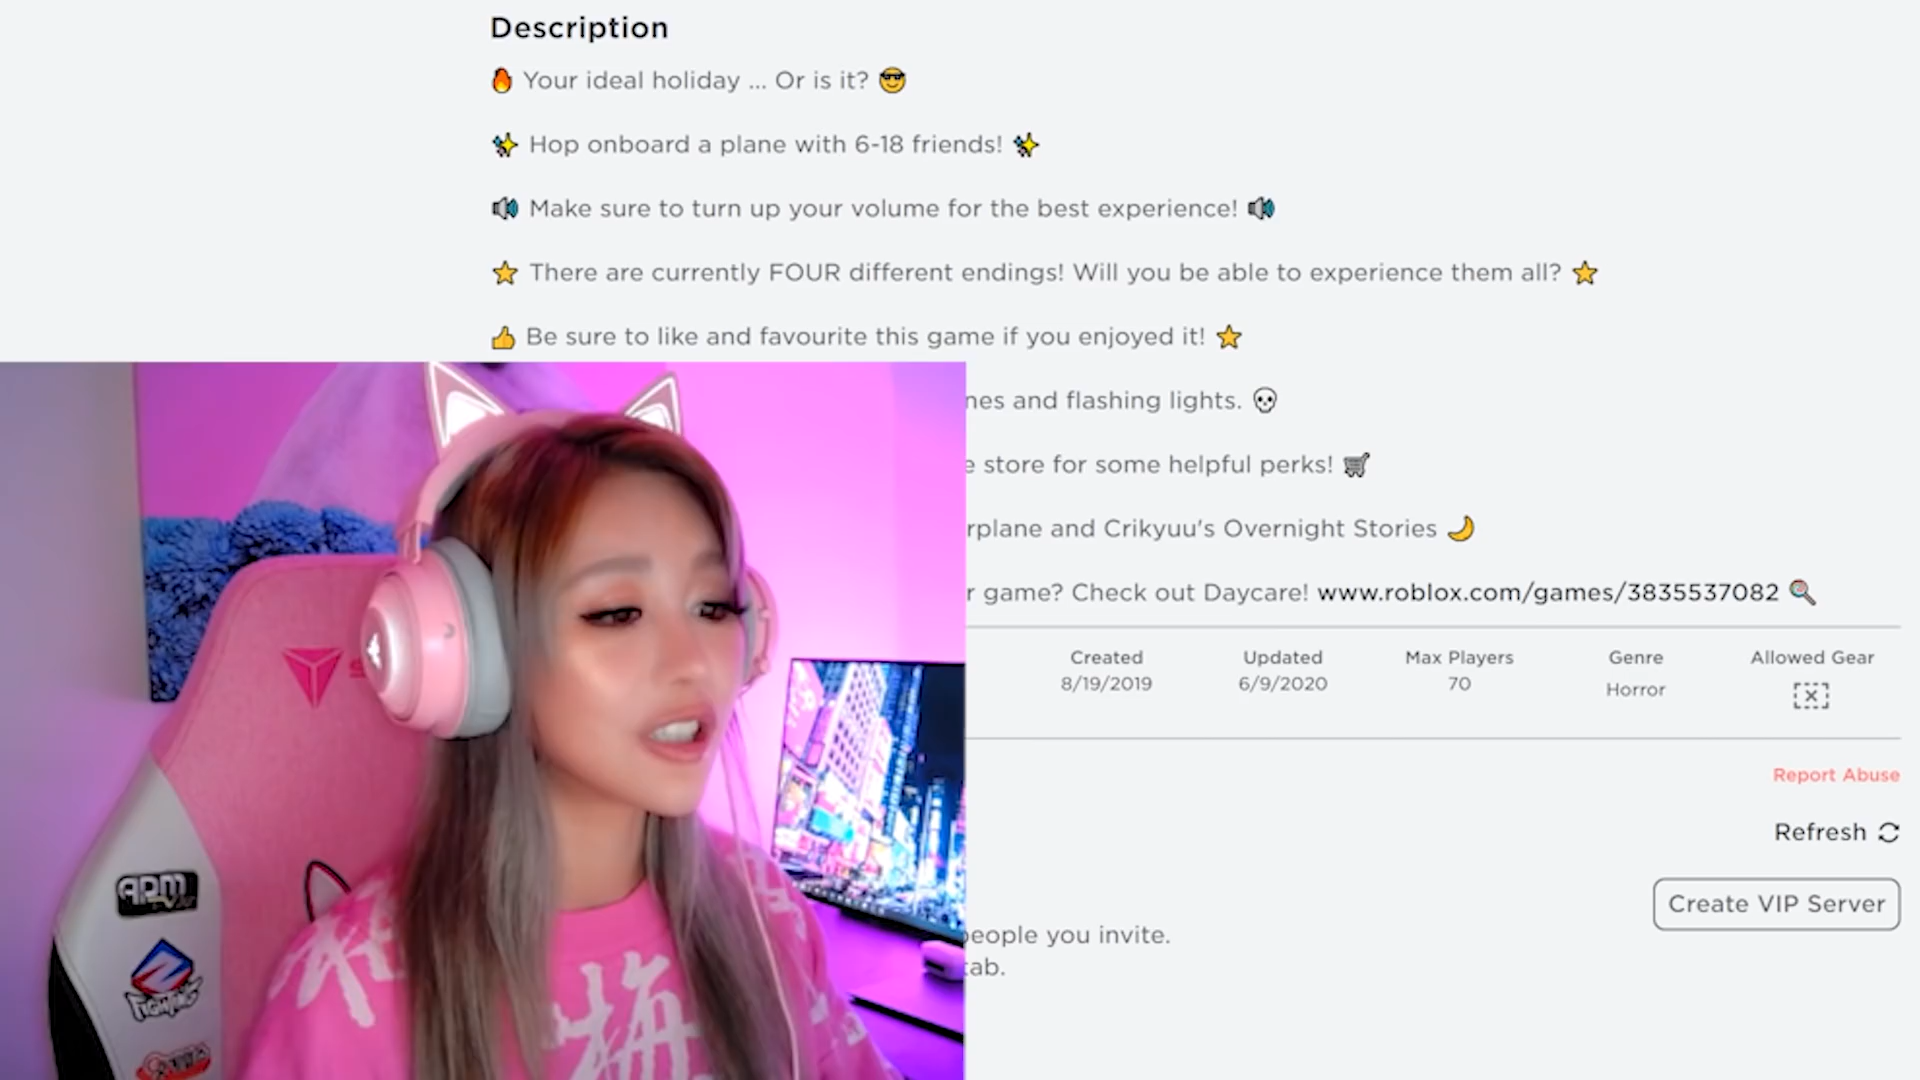 Description
🔥 Your ideal holiday ... Or is it? 😎
✨ Hop onboard a plane with 6-18 friends! ✨
🔊 Make sure to turn up your volume for the best experience! 🔊
⭐ There are currently FOUR different endings! Will you be able to experience them all? ⭐
👍 Be sure to like and favourite this game if you enjoyed it! ⭐
and flashing lights. 💀
store for some helpful perks! 🛒
and Crikyuu's Overnight Stories 🌙
game? Check out Daycare! www.roblox.com/games/3835537082 🔍
Created Updated Max Players Genre Allowed Gear
8/19/2019 6/9/2020 70 Horror
Report Abuse
Refresh
Create VIP Server
people you invite.
tab.
APM
FIGHTING
梅